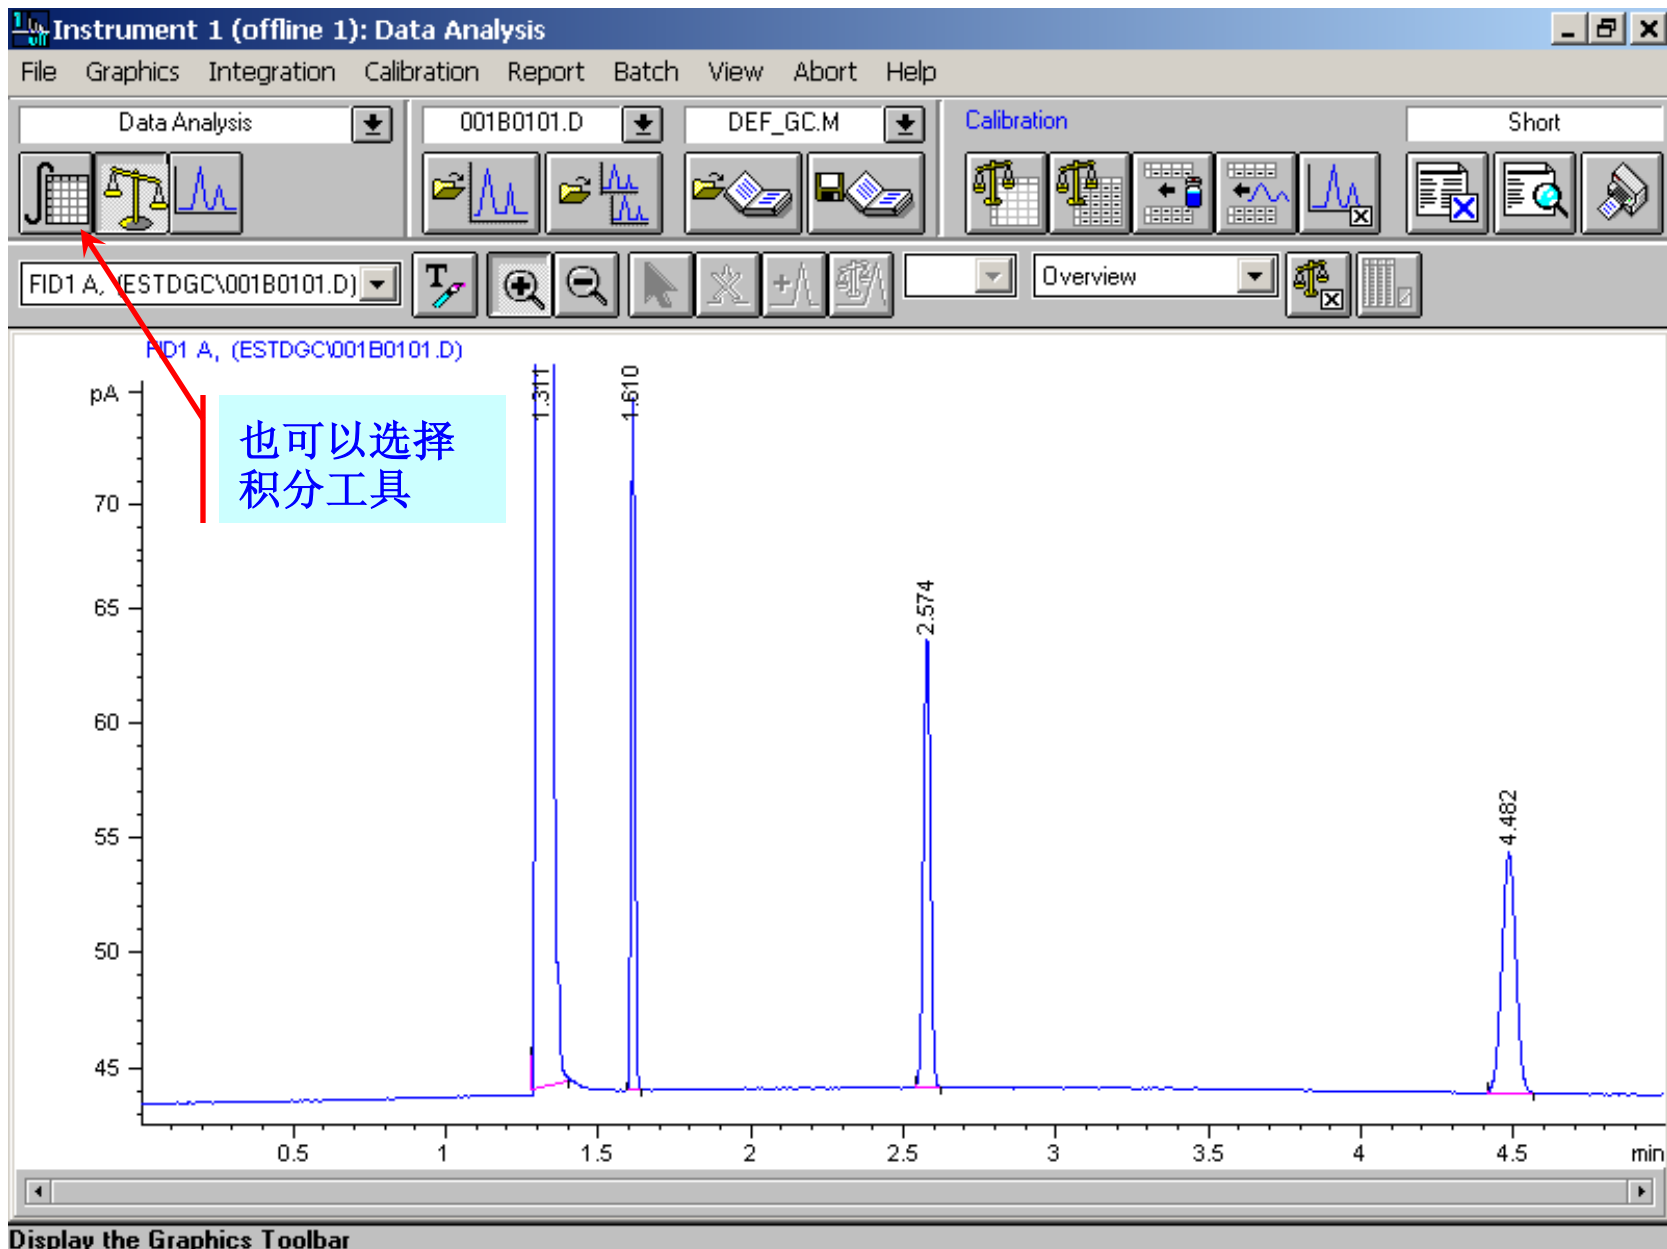 Instrument 1 (offline 1): Data Analysis
File Graphics Integration Calibration Report Batch View Abort Help
Data Analysis 001B0101.D DEF_GC.M Calibration Short
FID1 A, (ESTDGC\001B0101.D) Overview
FID1 A, (ESTDGC\001B0101.D)
pA
1.311
1.610
也可以选择
积分工具
70
65
2.574
60
55
4.482
50
45
0.5 1 1.5 2 2.5 3 3.5 4 4.5 min
Display the Graphics Toolbar